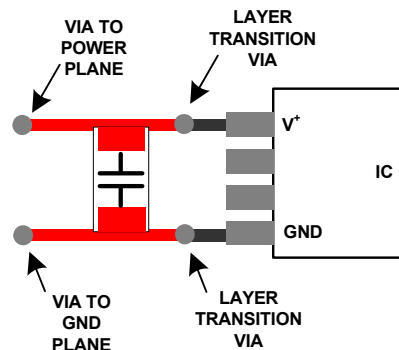 VIA TO
POWER
PLANE
LAYER
TRANSITION
VIA
V+
IC
GND
VIA TO
GND
PLANE
LAYER
TRANSITION
VIA